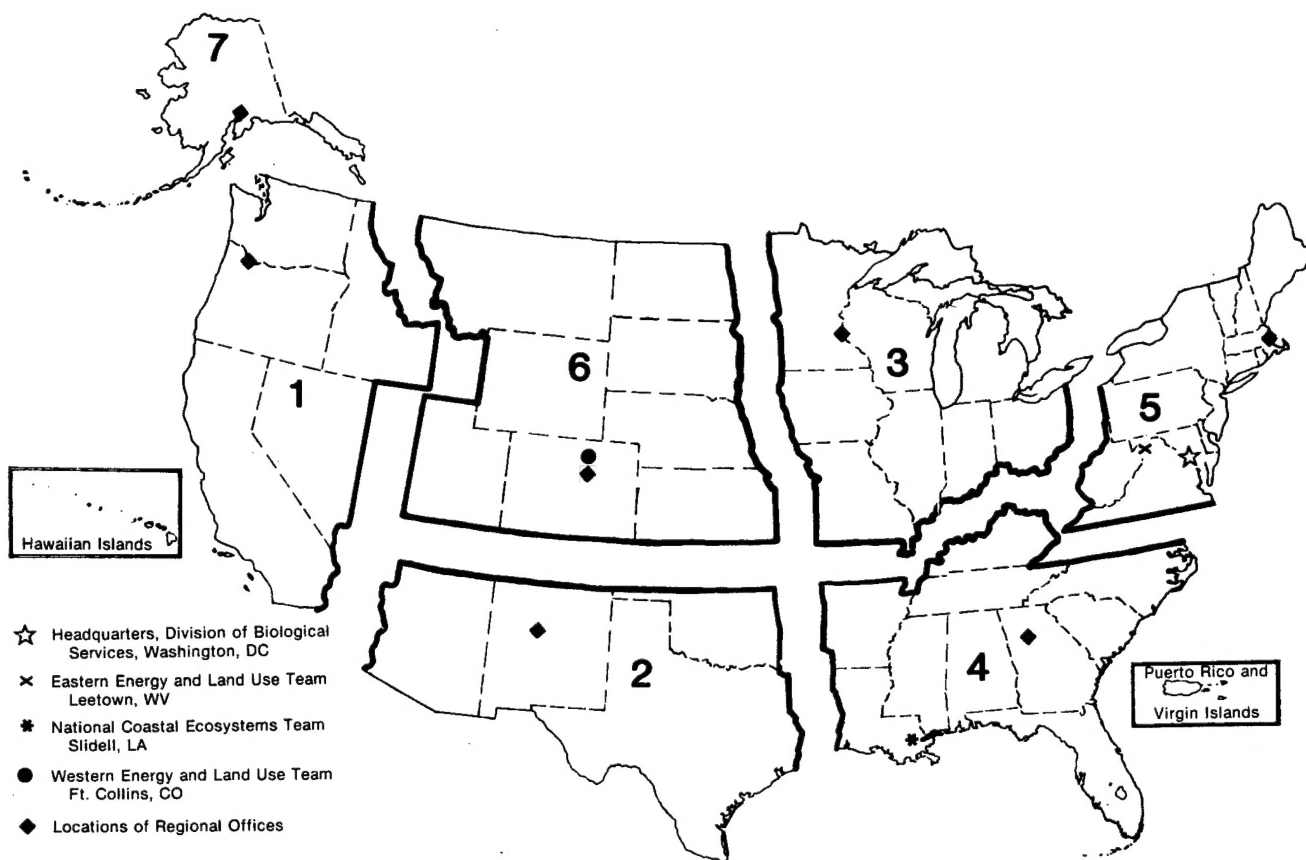 7
1
6
3
5
2
4
Hawaiian Islands
Puerto Rico and
Virgin Islands
Headquarters, Division of Biological
Services, Washington, DC
Eastern Energy and Land Use Team
Leetown, WV
National Coastal Ecosystems Team
Slidell, LA
Western Energy and Land Use Team
Ft. Collins, CO
Locations of Regional Offices